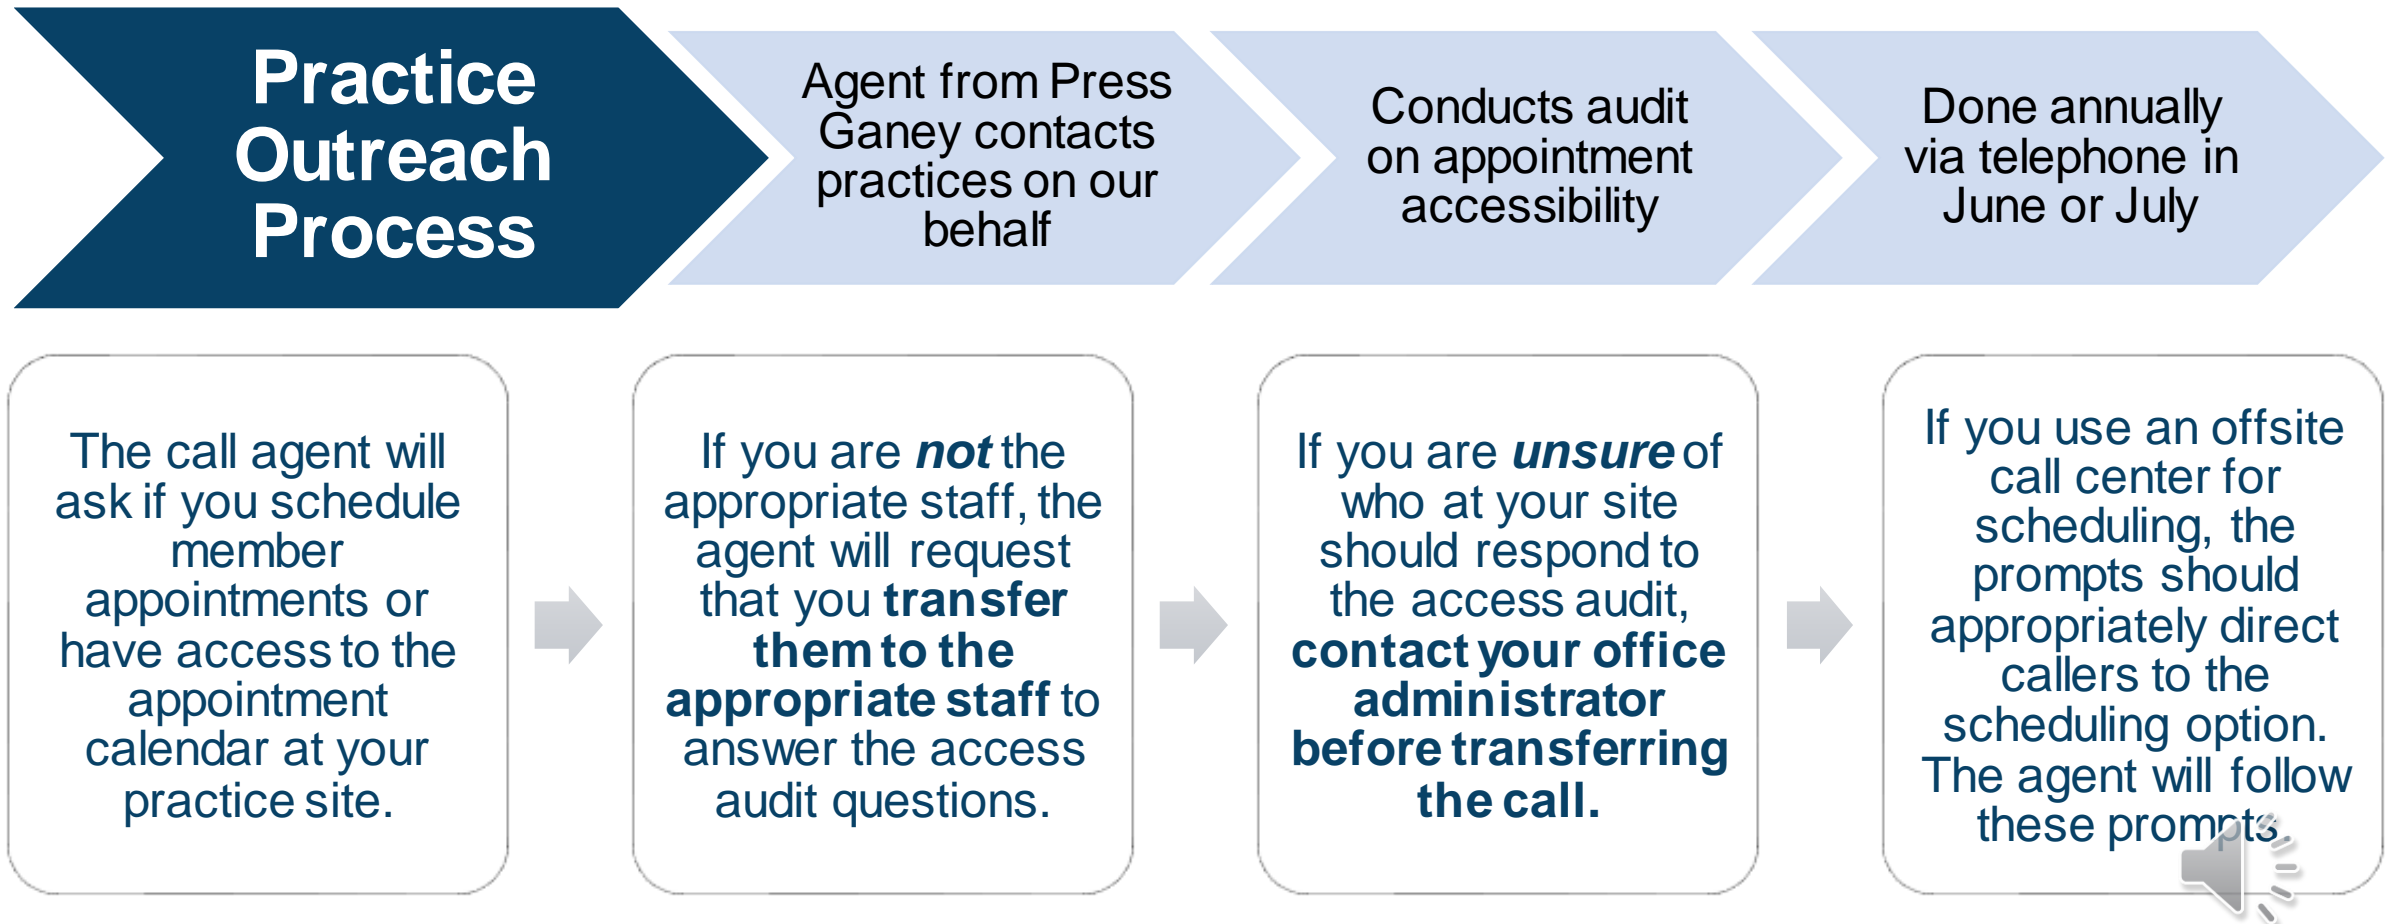 Practice
Outreach
Process
Agent from Press
Ganey contacts
practices on our
behalf
Conducts audit
on appointment
accessibility
Done annually
via telephone in
June or July
The call agent will
ask if you schedule
member
appointments or
have access to the
appointment
calendar at your
practice site.
If you are not the
appropriate staff, the
agent will request
that you transfer
them to the
appropriate staff to
answer the access
audit questions.
If you are unsure of
who at your site
should respond to
the access audit,
contact your office
administrator
before transferring
the call.
If you use an offsite
call center for
scheduling, the
prompts should
appropriately direct
callers to the
scheduling option.
The agent will follow
these prompts.